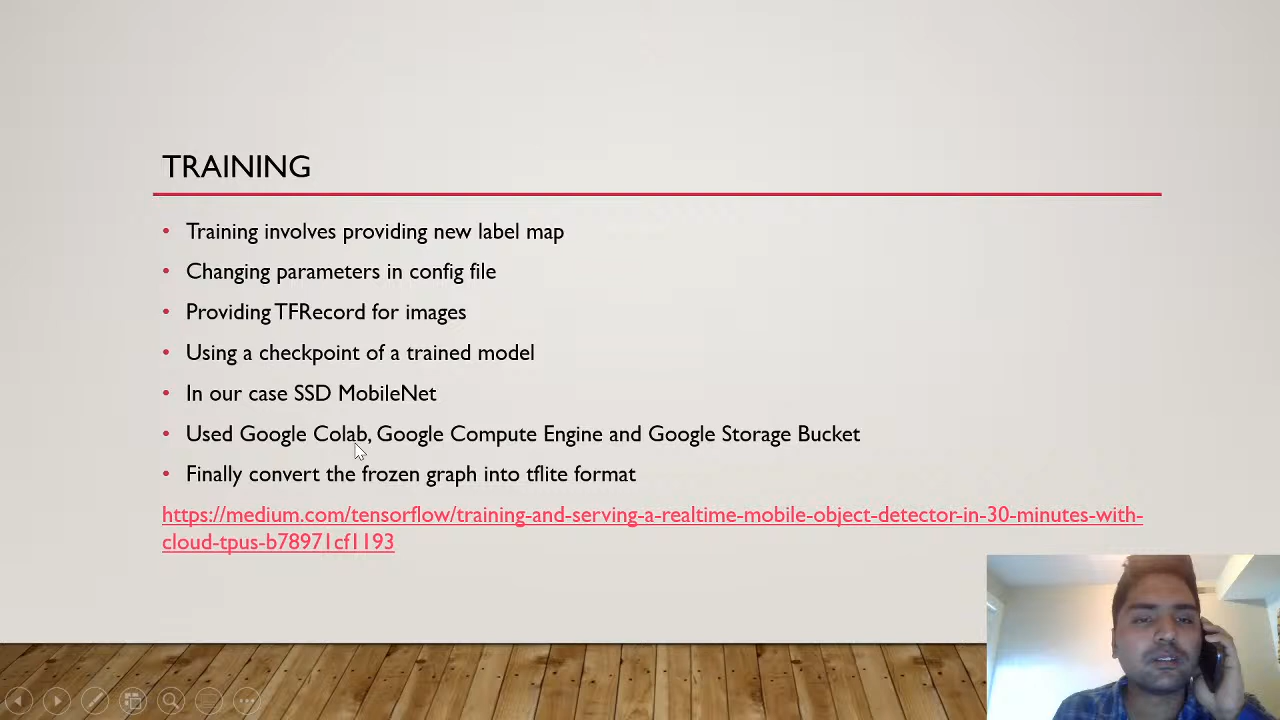 TRAINING
Training involves providing new label map
Changing parameters in config file
Providing TFRecord for images
Using a checkpoint of a trained model
In our case SSD MobileNet
Used Google Colab, Google Compute Engine and Google Storage Bucket
Finally convert the frozen graph into tflite format
https://medium.com/tensorflow/training-and-serving-a-realtime-mobile-object-detector-in-30-minutes-with-
cloud-tpus-b78971cf1193